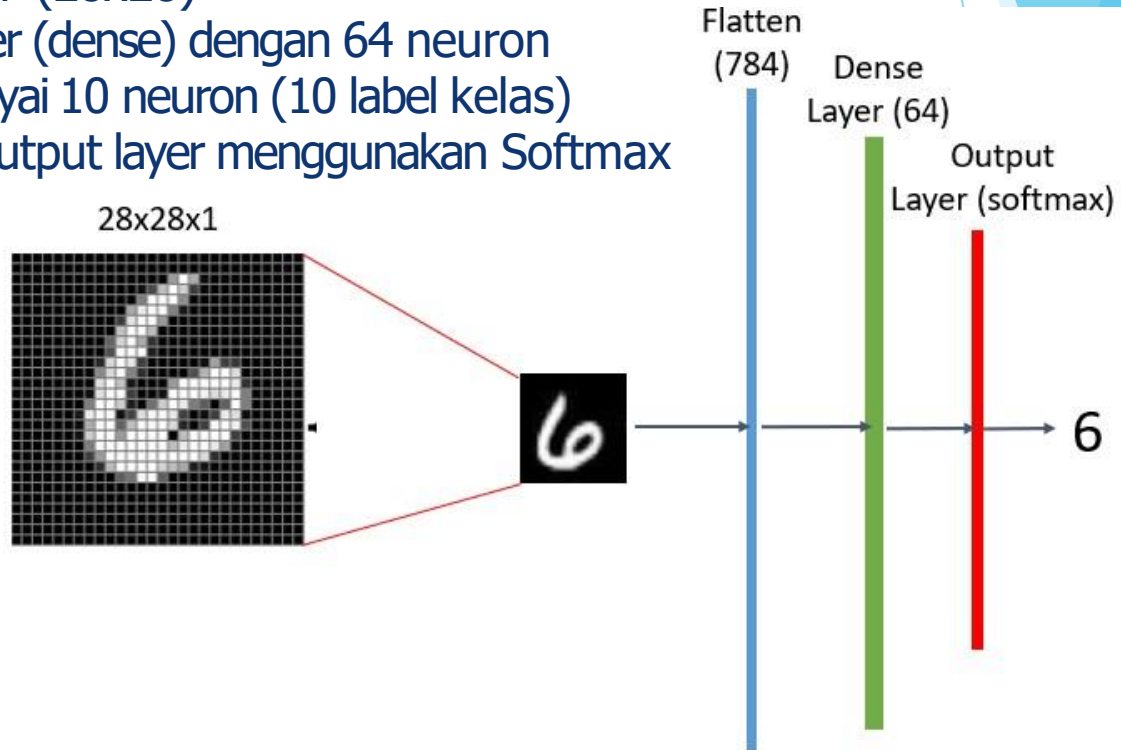 er (dense) dengan 64 neuron
yai 10 neuron (10 label kelas)
utput layer menggunakan Softmax
Flatten
(784)
Dense
Layer (64)
Output
Layer (softmax)
28x28x1
6